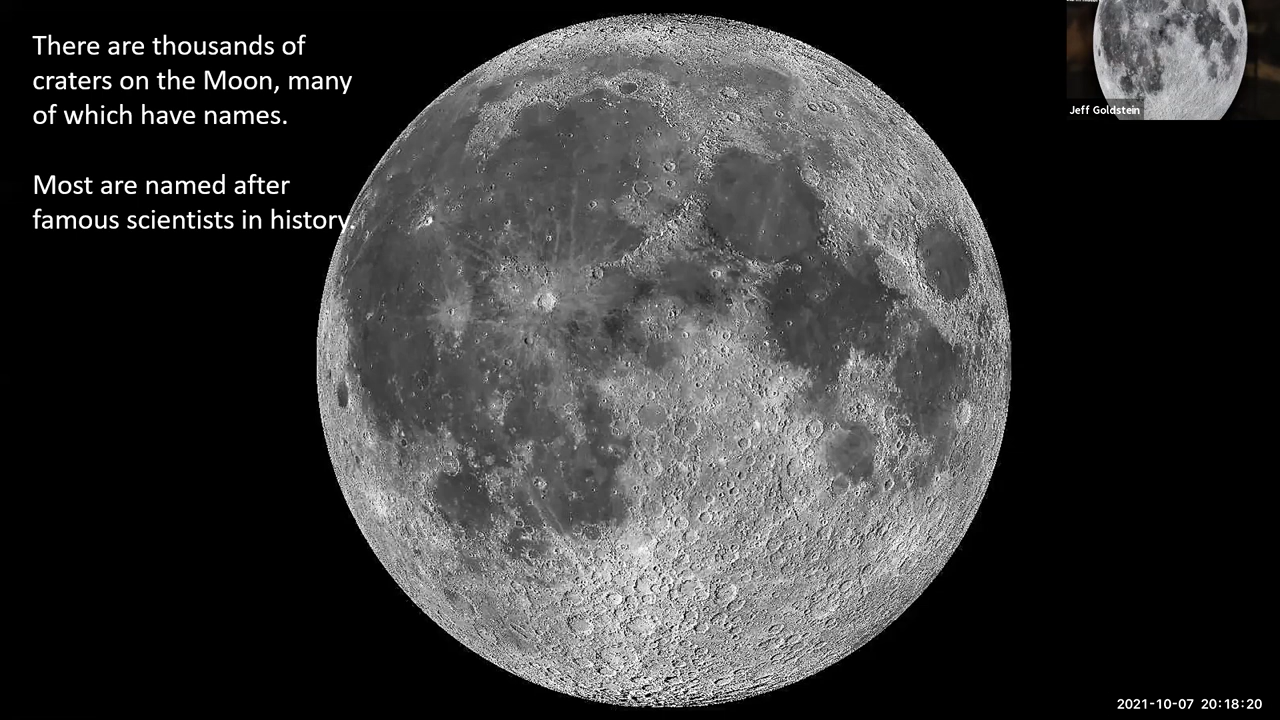 There are thousands of
craters on the Moon, many
of which have names.
Most are named after
famous scientists in history.
Jeff Goldstein
2021-10-07 20:18:20